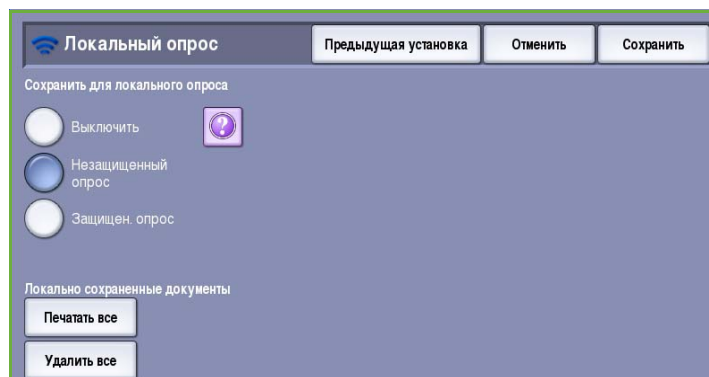 Локальный опрос
Предыдущая установка
Отменить
Сохранить
Сохранить для локального опроса
Выключить
?
Незащищенный
опрос
Защищен. опрос
Локально сохраненные документы
Печатать все
Удалить все